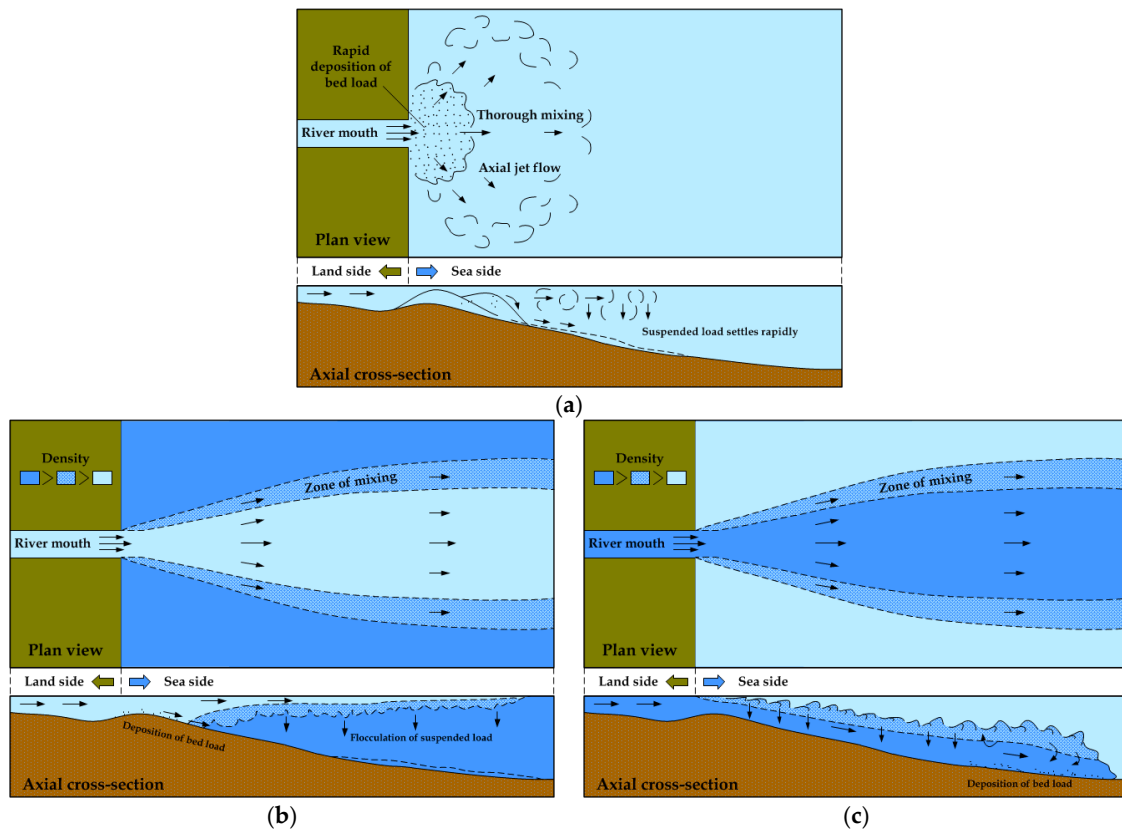 Rapid
deposition of
bed load
River mouth
Thorough mixing
Axial jet flow
Plan view
Land side
Sea side
Suspended load settles rapidly
Axial cross-section
(a)
Density
> >
Zone of mixing
River mouth
Plan view
Land side
Sea side
Deposition of bed load
Flocculation of suspended load
Axial cross-section
(b)
Density
> >
Zone of mixing
River mouth
Plan view
Land side
Sea side
Deposition of bed load
Axial cross-section
(c)